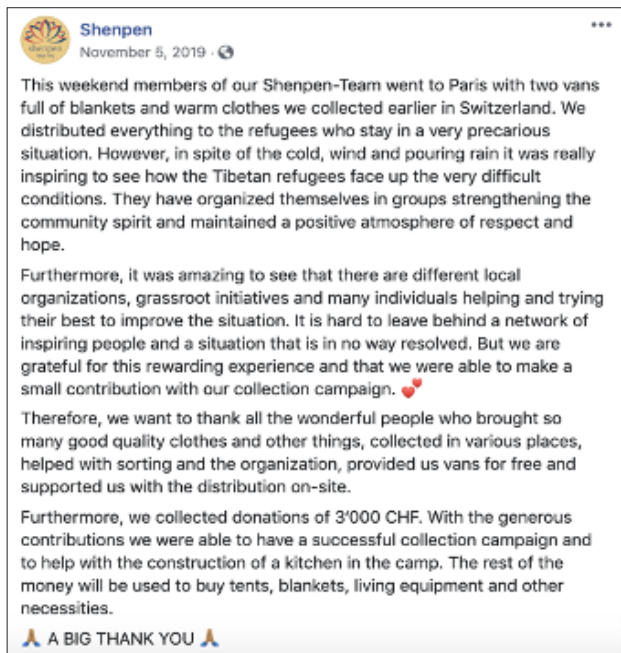 Shenpen
November 5, 2019 ·
This weekend members of our Shenpen-Team went to Paris with two vans
full of blankets and warm clothes we collected earlier in Switzerland. We
distributed everything to the refugees who stay in a very precarious
situation. However, in spite of the cold, wind and pouring rain it was really
inspiring to see how the Tibetan refugees face up the very difficult
conditions. They have organized themselves in groups strengthening the
community spirit and maintained a positive atmosphere of respect and
hope.
Furthermore, it was amazing to see that there are different local
organizations, grassroot initiatives and many individuals helping and trying
their best to improve the situation. It is hard to leave behind a network of
inspiring people and a situation that is in no way resolved. But we are
grateful for this rewarding experience and that we were able to make a
small contribution with our collection campaign. 💕
Therefore, we want to thank all the wonderful people who brought so
many good quality clothes and other things, collected in various places,
helped with sorting and the organization, provided us vans for free and
supported us with the distribution on-site.
Furthermore, we collected donations of 3'000 CHF. With the generous
contributions we were able to have a successful collection campaign and
to help with the construction of a kitchen in the camp. The rest of the
money will be used to buy tents, blankets, living equipment and other
necessities.
🙏🏽 A BIG THANK YOU 🙏🏽